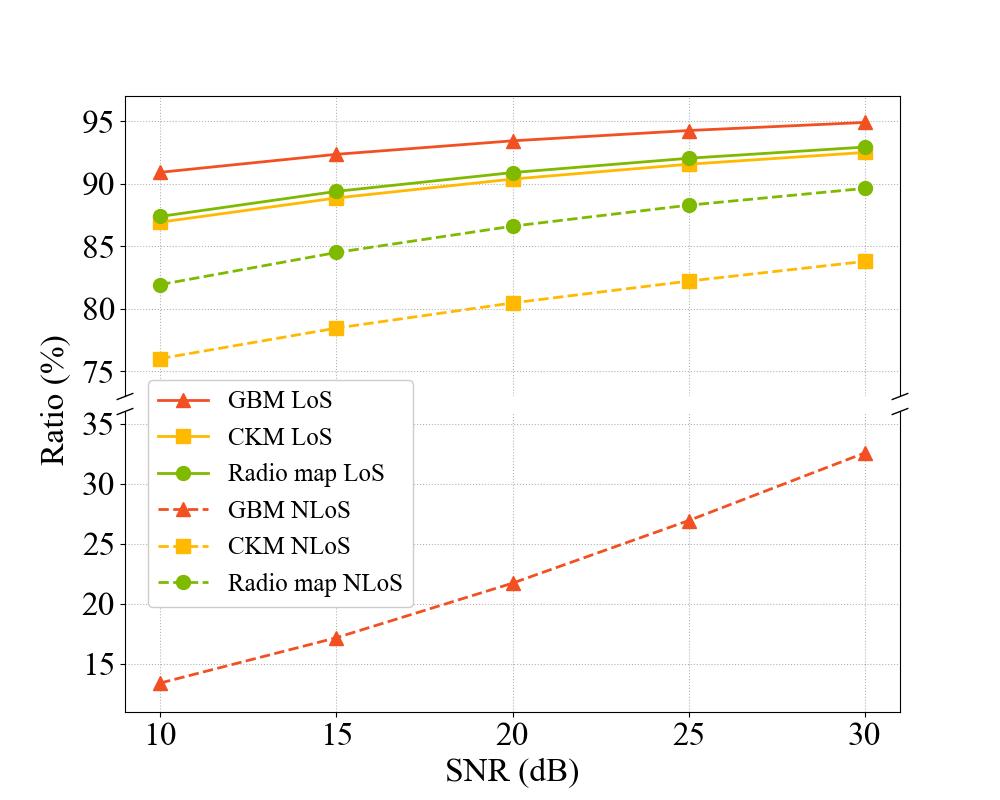 95
90
85
80
75
35
30
25
20
15
Ratio (%)
GBM LoS
CKM LoS
Radio map LoS
GBM NLoS
CKM NLoS
Radio map NLoS
10 15 20 25 30
SNR (dB)